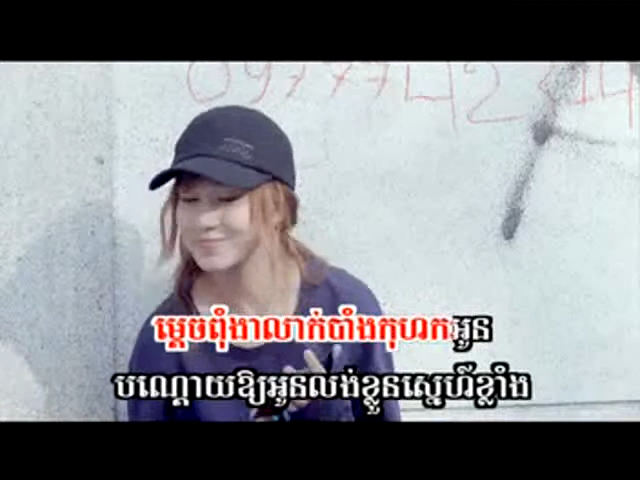 ម្ដេចពុំងាលាក់បាំងកុហកអូន
បណ្ដោយឱ្យអូនលង់ខ្លួនស្នេហ៍ខ្លាំង